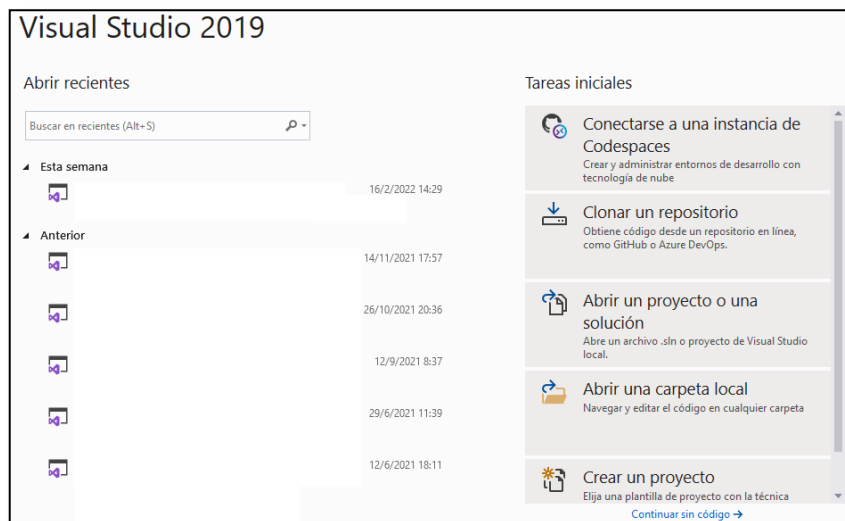 Visual Studio 2019
Abrir recientes
Buscar en recientes (Alt+S)
Esta semana
16/2/2022 14:29
Anterior
14/11/2021 17:57
26/10/2021 20:36
12/9/2021 8:37
29/6/2021 11:39
12/6/2021 18:11
Tareas iniciales
Conectarse a una instancia de
Codespaces
Crear y administrar entornos de desarrollo con
tecnología de nube
Clonar un repositorio
Obtiene código desde un repositorio en línea,
como GitHub o Azure DevOps.
Abrir un proyecto o una
solución
Abre un archivo .sln o proyecto de Visual Studio
local.
Abrir una carpeta local
Navegar y editar el código en cualquier carpeta
Crear un proyecto
Elija una plantilla de proyecto con la técnica
Continuar sin código →